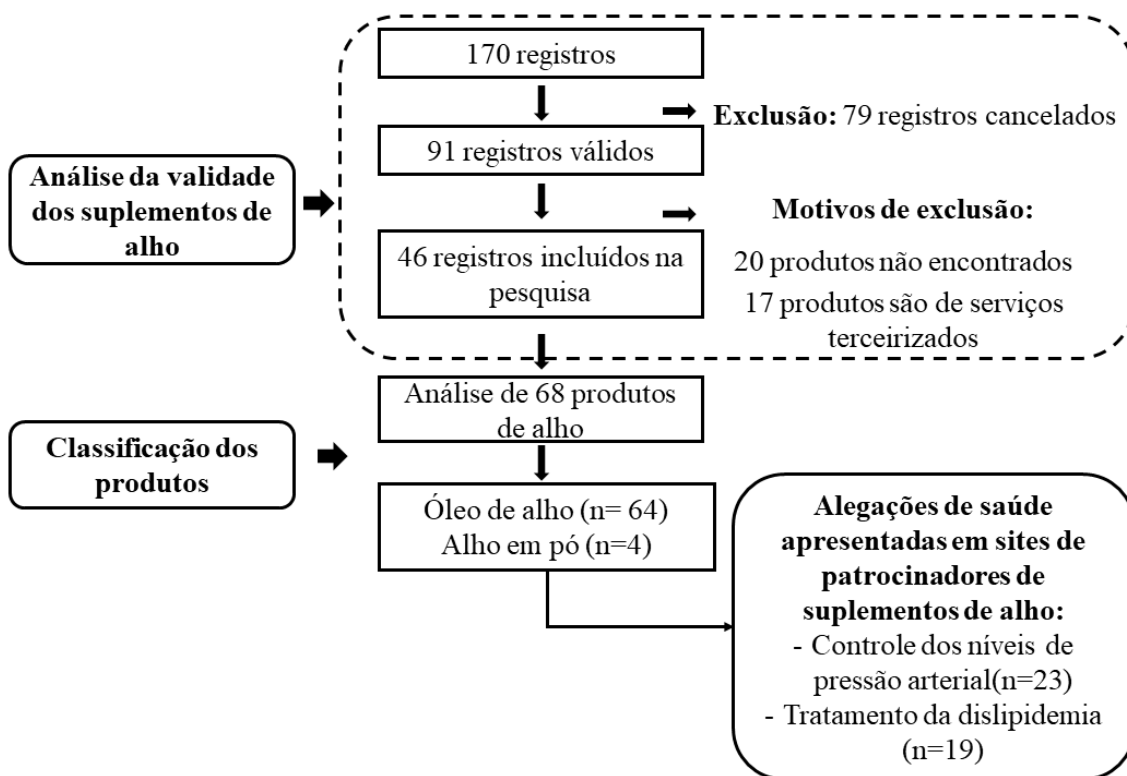 170 registros
Exclusão: 79 registros cancelados
91 registros válidos
Análise da validade
dos suplementos de
alho
Motivos de exclusão:
46 registros incluídos na
pesquisa
20 produtos não encontrados
17 produtos são de serviços
terceirizados
Análise de 68 produtos
de alho
Classificação dos
produtos
Óleo de alho (n= 64)
Alho em pó (n=4)
Alegações de saúde
apresentadas em sites de
patrocinadores de
suplementos de alho:
- Controle dos níveis de
pressão arterial(n=23)
- Tratamento da dislipidemia
(n=19)